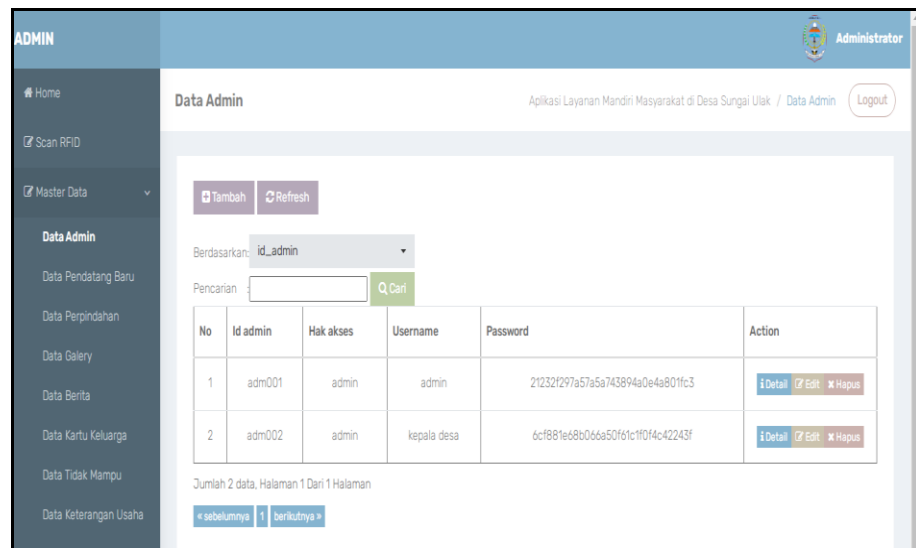 ADMIN
Administrator
Home
Data Admin
Aplikasi Layanan Mandiri Masyarakat di Desa Sungai Ulak / Data Admin
Logout
Scan RFID
Master Data
Data Admin
Data Pendatang Baru
Data Perpindahan
Data Galery
Data Berita
Data Kartu Keluarga
Data Tidak Mampu
Data Keterangan Usaha
Tambah
Refresh
Berdasarkan: id_admin
Pencarian :
Cari
No Id admin Hak akses Username Password Action
1 adm001 admin admin 21232f297a57a5a743894a0e4a801fc3 Detail Edit Hapus
2 adm002 admin kepala desa 6cf881e68b066a50f61c1f0f4c42243f Detail Edit Hapus
Jumlah 2 data, Halaman 1 Dari 1 Halaman
« sebelumnya 1 berikutnya »